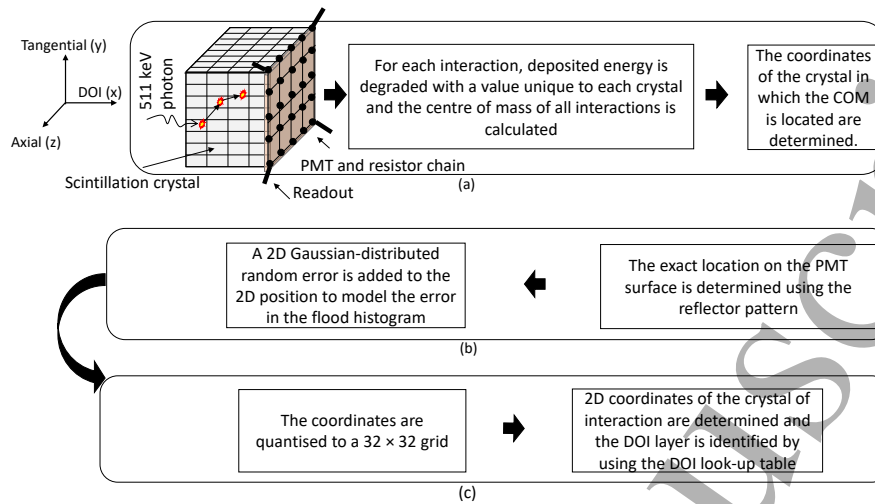 Tangential (y)
DOI (x)
Axial (z)
511 keV
photon
Scintillation crystal
PMT and resistor chain
Readout
For each interaction, deposited energy is
degraded with a value unique to each crystal
and the centre of mass of all interactions is
calculated
The coordinates
of the crystal in
which the COM
is located are
determined.
(a)
A 2D Gaussian-distributed
random error is added to the
2D position to model the error
in the flood histogram
The exact location on the PMT
surface is determined using the
reflector pattern
(b)
The coordinates are
quantised to a 32 × 32 grid
2D coordinates of the crystal of
interaction are determined and
the DOI layer is identified by
using the DOI look-up table
(c)